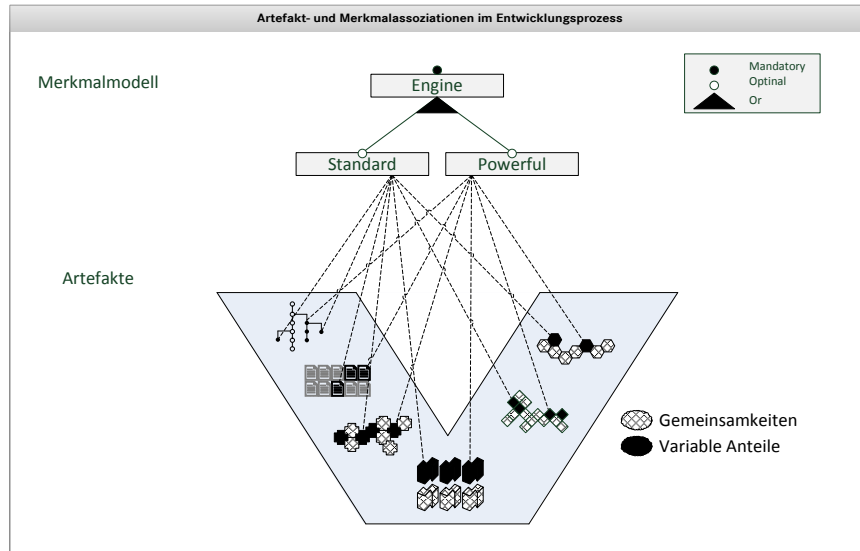 Artefakt- und Merkmalassoziationen im Entwicklungsprozess
Merkmalmodell
Engine
Mandatory
Optinal
Or
Standard
Powerful
Artefakte
Gemeinsamkeiten
Variable Anteile